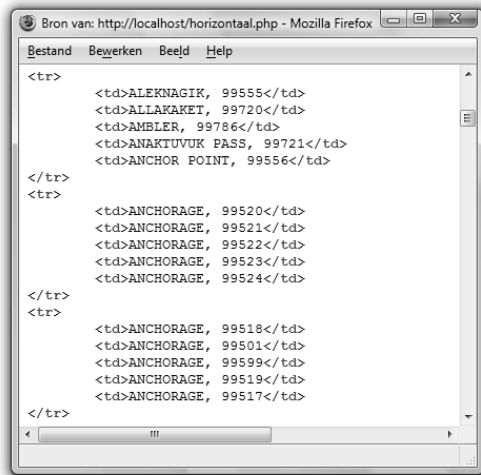 Bron van: http://localhost/horizontaal.php - Mozilla Firefox
Bestand Bewerken Beeld Help
<tr>
<td>ALEKNAGIK, 99555</td>
<td>ALLAKAKET, 99720</td>
<td>AMBLER, 99786</td>
<td>ANAKTUVUK PASS, 99721</td>
<td>ANCHOR POINT, 99556</td>
</tr>
<tr>
<td>ANCHORAGE, 99520</td>
<td>ANCHORAGE, 99521</td>
<td>ANCHORAGE, 99522</td>
<td>ANCHORAGE, 99523</td>
<td>ANCHORAGE, 99524</td>
</tr>
<tr>
<td>ANCHORAGE, 99518</td>
<td>ANCHORAGE, 99501</td>
<td>ANCHORAGE, 99599</td>
<td>ANCHORAGE, 99519</td>
<td>ANCHORAGE, 99517</td>
</tr>